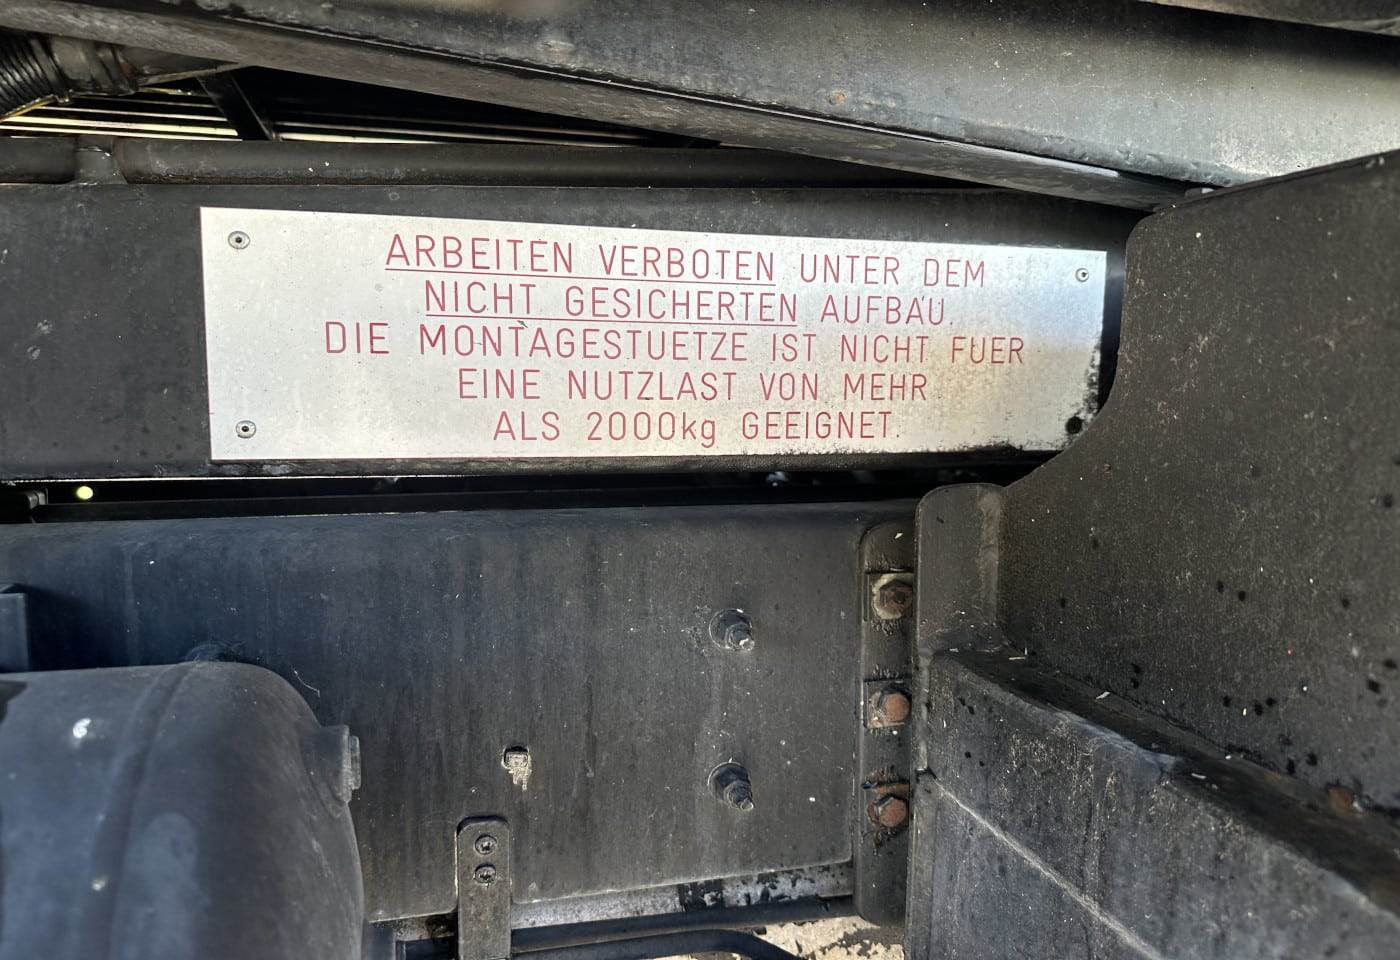 ARBEITEN VERBOTEN UNTER DEM
NICHT GESICHERTEN AUFBAU.
DIE MONTAGESTUETZE IST NICHT FUER
EINE NUTZLAST VON MEHR
ALS 2000kg GEEIGNET.